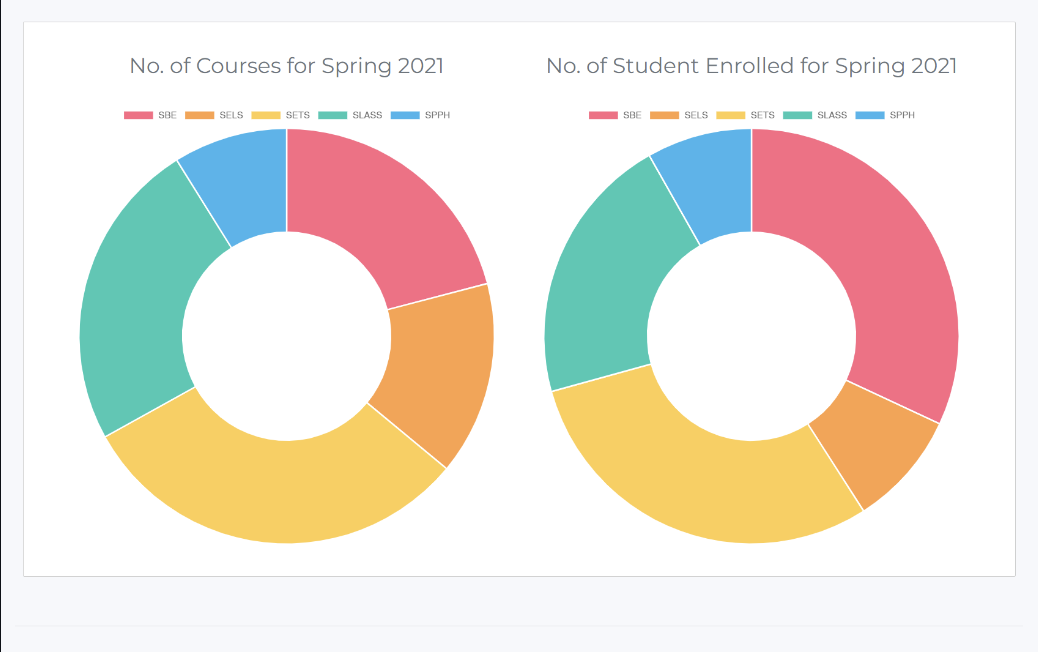 No. of Courses for Spring 2021
SBE SELS SETS SLASS SPPH
No. of Student Enrolled for Spring 2021
SBE SELS SETS SLASS SPPH